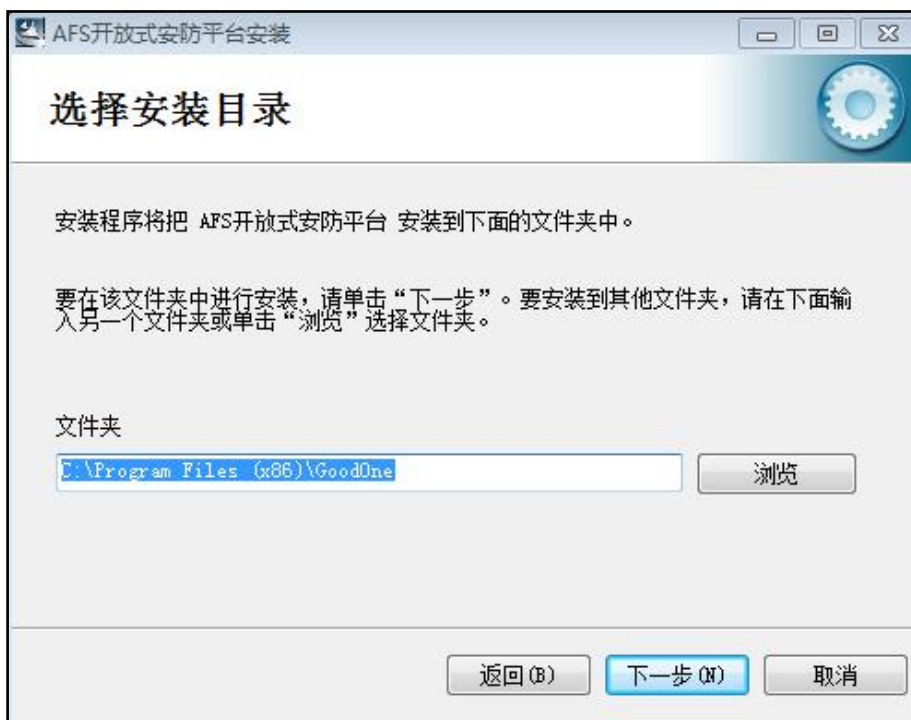 AFS开放式安防平台安装
选择安装目录
安装程序将把 AFS开放式安防平台 安装到下面的文件夹中。
要在该文件夹中进行安装，请单击“下一步”。要安装到其他文件夹，请在下面输
入另一个文件夹或单击“浏览”选择文件夹。
文件夹
C:\Program Files (x86)\GoodOne
浏览
返回(B)
下一步(N)
取消